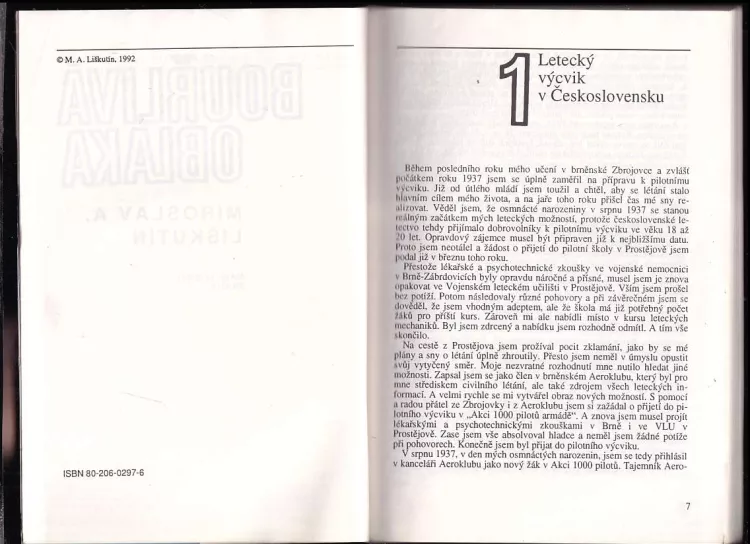 © M. A. Liškutín, 1992
BOUŘLIVÁ
OBLAKA
MIROSLAV A.
LIŠKUTÍN
ISBN 80-206-0297-6
1
Letecký
výcvik
v Československu
Během posledního roku mého učení v brněnské Zbrojovce a zvlášť
počátkem roku 1937 jsem se úplně zaměřil na přípravu k pilotnímu
výcviku. Již od útlého mládí jsem toužil a chtěl, aby se létání stalo
hlavním cílem mého života, a na jaře toho roku přišel čas mé sny re-
alizovat. Věděl jsem, že osmnácté narozeniny v srpnu 1937 se stanou
reálným začátkem mých leteckých možností, protože československé le-
tectvo tehdy přijímalo dobrovolníky k pilotnímu výcviku ve věku 18 až
20 let. Opravdový zájemce musel být připraven již k nejbližšímu datu.
Proto jsem neotálel a žádost o přijetí do pilotní školy v Prostějově jsem
podal již v březnu toho roku.
Přestože lékařské a psychotechnické zkoušky ve vojenské nemocnici
v Brně-Zábrdovicích byly opravdu náročné a přísné, musel jsem je znova
opakovat ve Vojenském leteckém učilišti v Prostějově. Vším jsem prošel
bez potíží. Potom následovaly různé pohovory a při závěrečném jsem se
dověděl, že jsem vhodným adeptem, ale že škola má již potřebný počet
žáků pro příští kurs. Zároveň mi ale nabídli místo v kursu leteckých
mechaniků. Byl jsem zdrcený a nabídku jsem rozhodně odmítl. A tím vše
skončilo.
Na cestě z Prostějova jsem prožíval pocit zklamání, jako by se mé
plány a sny o létání úplně zhroutily. Přesto jsem neměl v úmyslu opustit
svůj vytyčený směr. Moje nezvratné rozhodnutí mne nutilo hledat jiné
možnosti. Zapsal jsem se jako člen v brněnském Aeroklubu, který byl pro
mne střediskem civilního létání, ale také zdrojem všech leteckých in-
formací. A velmi rychle se mi vytvářel obraz nových možností. S pomocí
a radou přátel ze Zbrojovky i z Aeroklubu jsem si zažádal o přijetí do pi-
lotního výcviku v „Akci 1000 pilotů armádě“. A znova jsem musel projít
lékařskými a psychotechnickými zkouškami v Brně i ve VLU v
Prostějově. Zase jsem vše absolvoval hladce a neměl jsem žádné potíže
při pohovorech. Konečně jsem byl přijat do pilotního výcviku.
V srpnu 1937, v den mých osmnáctých narozenin, jsem se tedy přihlásil
v kanceláři Aeroklubu jako nový žák v Akci 1000 pilotů. Tajemník Aero-
7